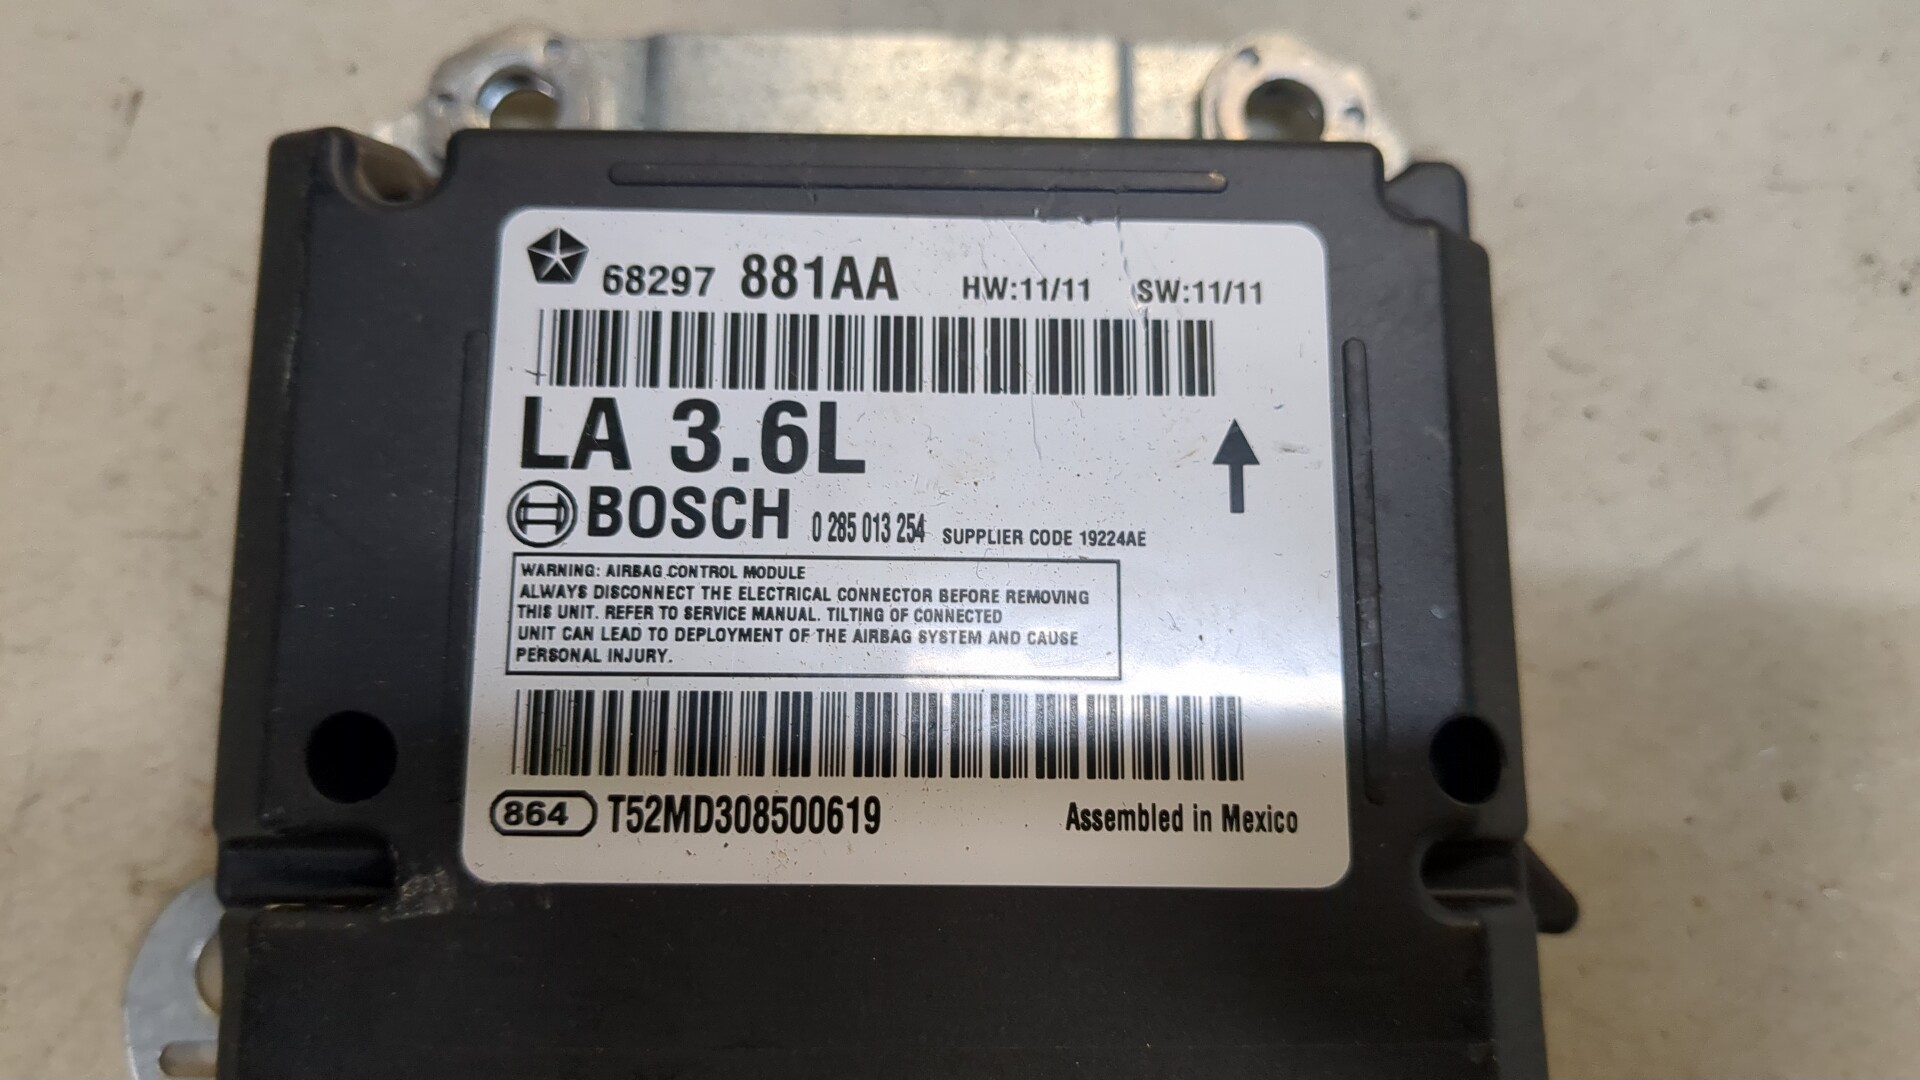 68297 881AA HW:11/11 SW:11/11
LA 3.6L
BOSCH 0 285 013 254 SUPPLIER CODE 19224AE
WARNING: AIRBAG CONTROL MODULE
ALWAYS DISCONNECT THE ELECTRICAL CONNECTOR BEFORE REMOVING
THIS UNIT. REFER TO SERVICE MANUAL. TILTING OF CONNECTED
UNIT CAN LEAD TO DEPLOYMENT OF THE AIRBAG SYSTEM AND CAUSE
PERSONAL INJURY.
864 T52MD308500619 Assembled in Mexico